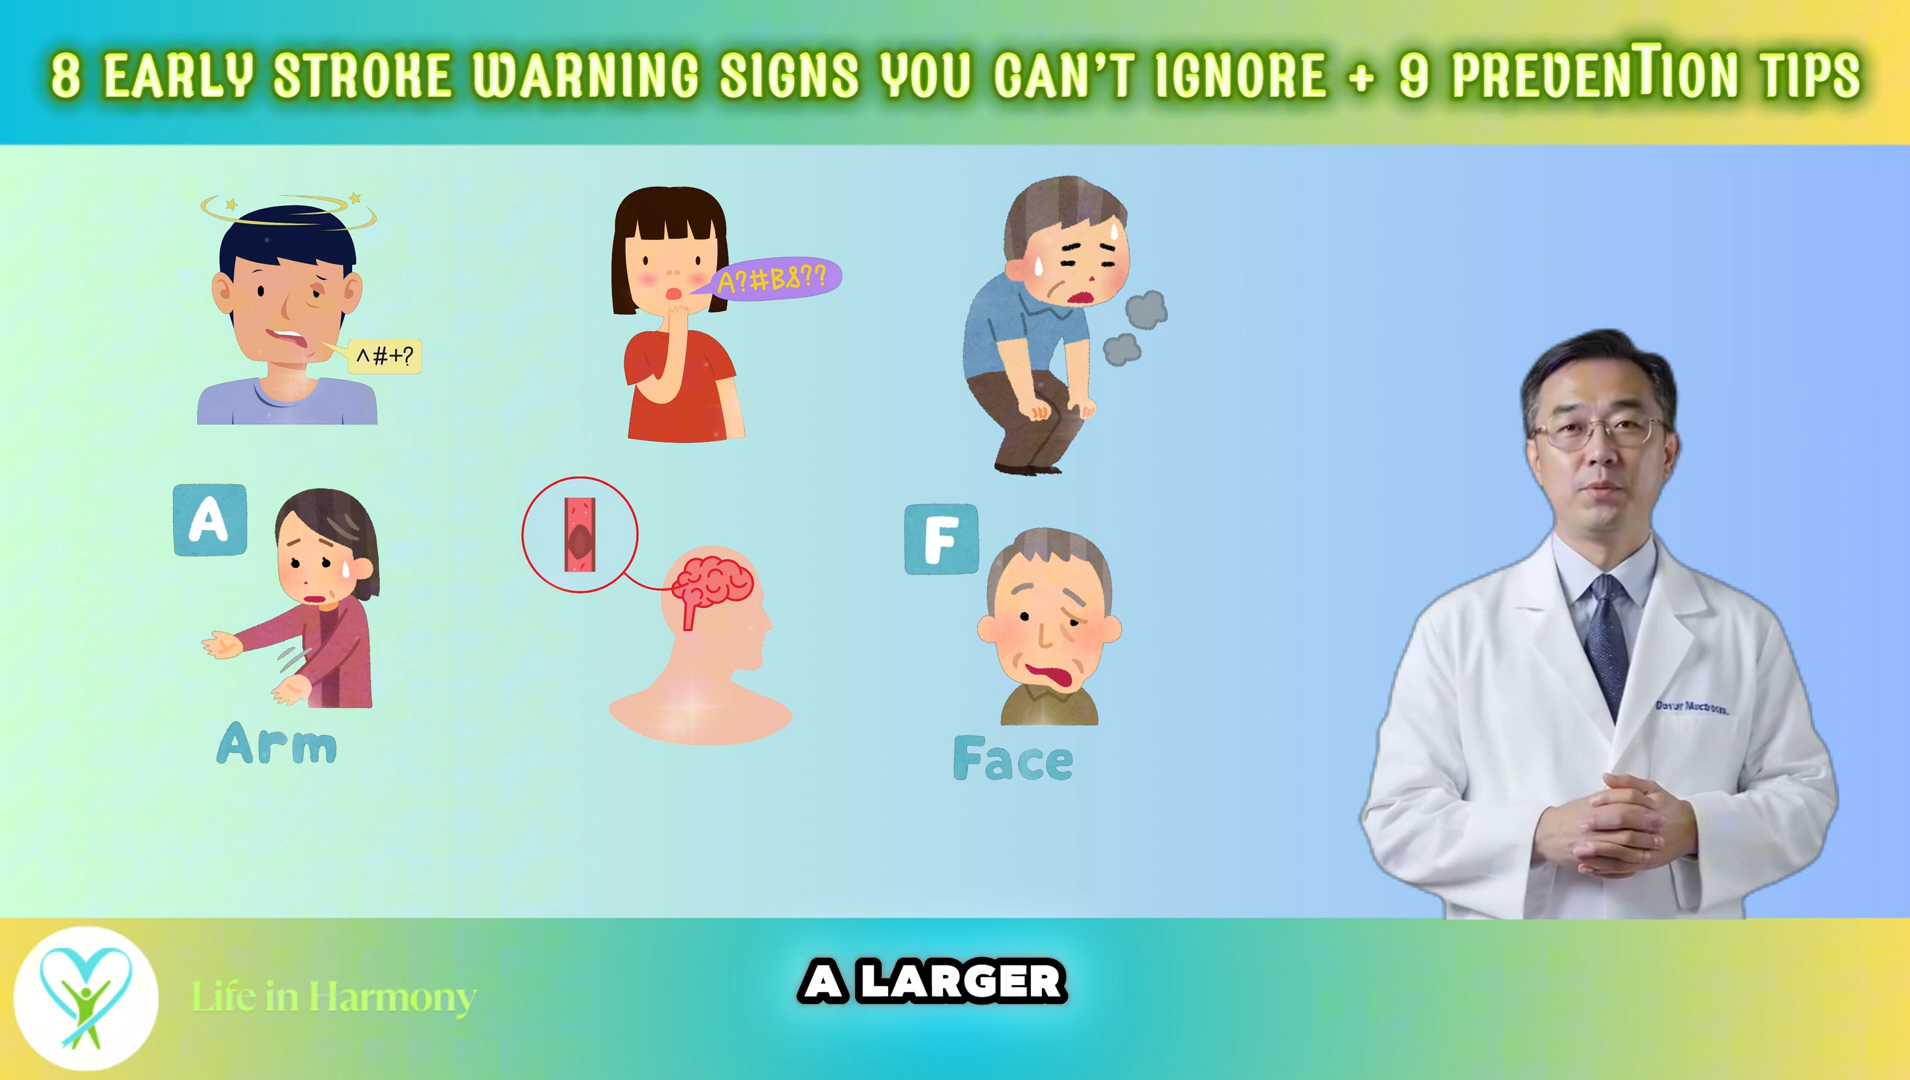 8 EARLY STROKE WARNING SIGNS YOU CAN'T IGNORE + 9 PREVENTION TIPS
^#+?
A?#B&??
A
Arm
F
Face
Life in Harmony
A LARGER